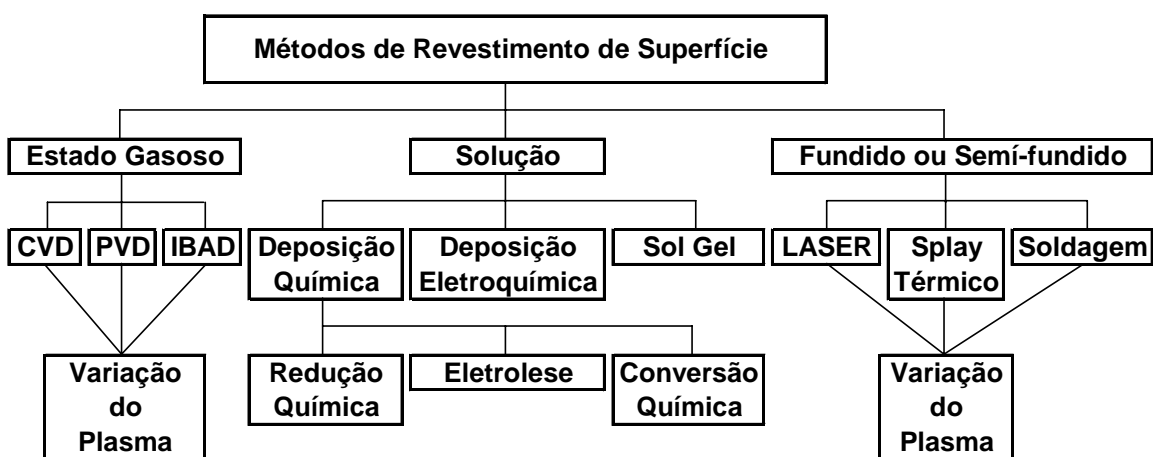 Métodos de Revestimento de Superfície
Estado Gasoso
Solução
Fundido ou Semí-fundido
CVD
PVD
IBAD
Deposição
Química
Deposição
Eletroquímica
Sol Gel
LASER
Splay
Térmico
Soldagem
Variação
do
Plasma
Redução
Química
Eletrolese
Conversão
Química
Variação
do
Plasma